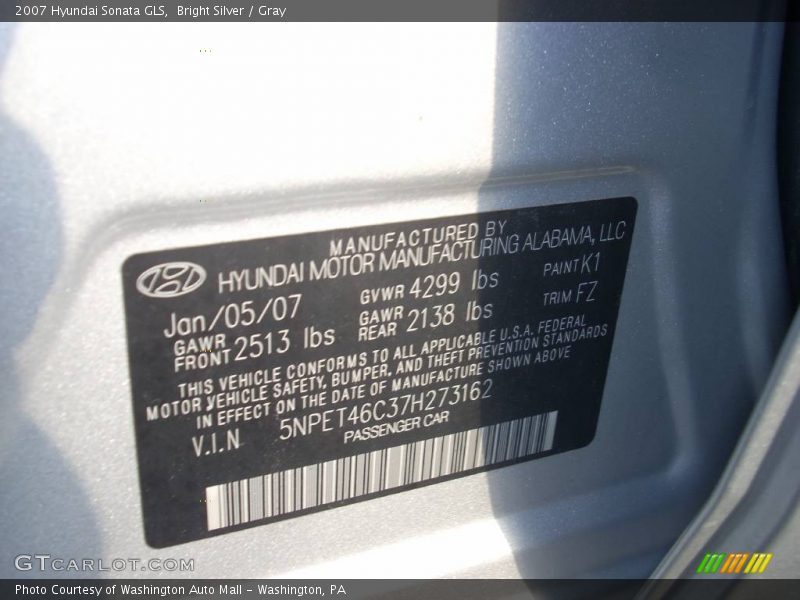 2007 Hyundai Sonata GLS, Bright Silver / Gray
MANUFACTURED BY
HYUNDAI MOTOR MANUFACTURING ALABAMA, LLC
Jan/05/07 GVWR 4299 lbs PAINT K1
GAWR FRONT 2513 lbs GAWR REAR 2138 lbs TRIM FZ
THIS VEHICLE CONFORMS TO ALL APPLICABLE U.S.A. FEDERAL
MOTOR VEHICLE SAFETY, BUMPER, AND THEFT PREVENTION STANDARDS
IN EFFECT ON THE DATE OF MANUFACTURE SHOWN ABOVE
V.I.N 5NPET46C37H273162
PASSENGER CAR
GTCARLOT.COM
Photo Courtesy of Washington Auto Mall - Washington, PA